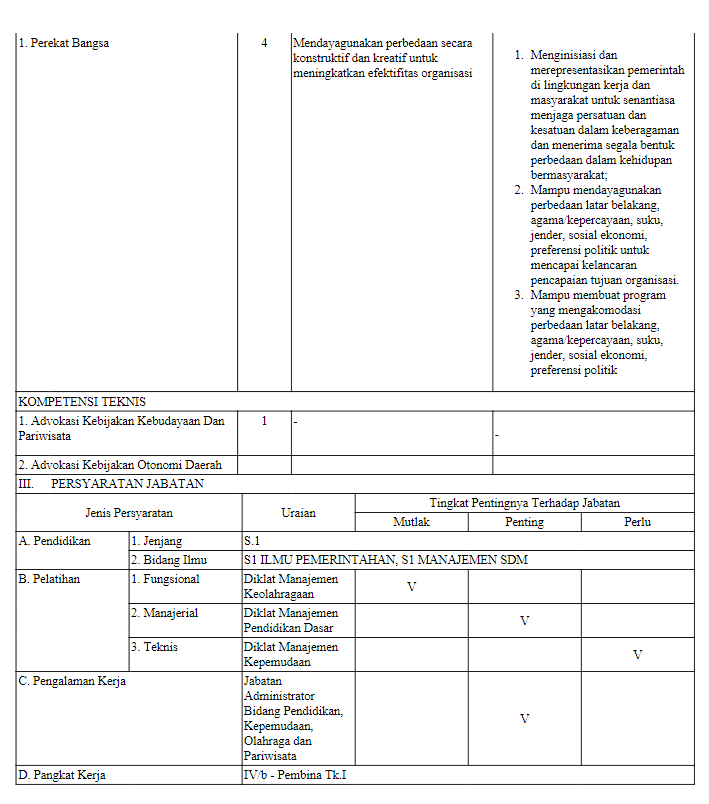 1. Perekat Bangsa
4
Mendayagunakan perbedaan secara
konstruktif dan kreatif untuk
meningkatkan efektifitas organisasi
1. Menginisiasi dan
merepresentasikan pemerintah
di lingkungan kerja dan
masyarakat untuk senantiasa
menjaga persatuan dan
kesatuan dalam keberagaman
dan menerima segala bentuk
perbedaan dalam kehidupan
bermasyarakat;
2. Mampu mendayagunakan
perbedaan latar belakang,
agama/kepercayaan, suku,
jender, sosial ekonomi,
preferensi politik untuk
mencapai kelancaran
pencapaian tujuan organisasi.
3. Mampu membuat program
yang mengakomodasi
perbedaan latar belakang,
agama/kepercayaan, suku,
jender, sosial ekonomi,
preferensi politik
KOMPETENSI TEKNIS
1. Advokasi Kebijakan Kebudayaan Dan
Pariwisata
1
-
-
2. Advokasi Kebijakan Otonomi Daerah
III. PERSYARATAN JABATAN
Jenis Persyaratan
Uraian
Tingkat Pentingnya Terhadap Jabatan
Mutlak
Penting
Perlu
A. Pendidikan
1. Jenjang
S.1
2. Bidang Ilmu
S1 ILMU PEMERINTAHAN, S1 MANAJEMEN SDM
B. Pelatihan
1. Fungsional
Diklat Manajemen
Keolahragaan
V
2. Manajerial
Diklat Manajemen
Pendidikan Dasar
V
3. Teknis
Diklat Manajemen
Kepemudaan
V
C. Pengalaman Kerja
Jabatan
Administrator
Bidang Pendidikan,
Kepemudaan,
Olahraga dan
Pariwisata
V
D. Pangkat Kerja
IV/b - Pembina Tk.I